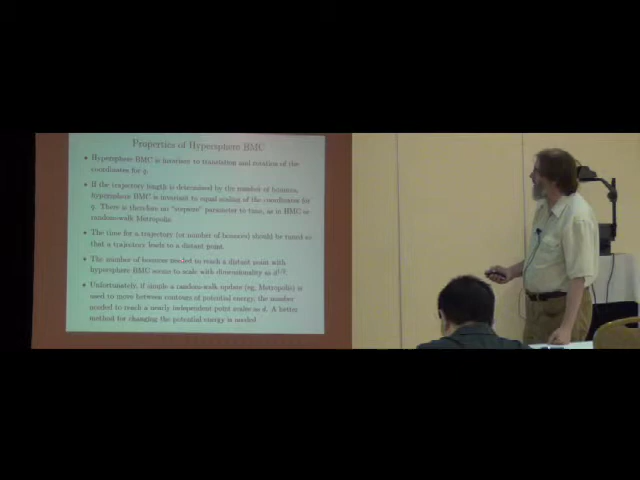 Properties of Hypersphere BMC
• Hypersphere BMC is invariant to translation and rotation of the
coordinates for q.
• If the trajectory length is determined by the number of bounces,
hypersphere BMC is invariant to equal scaling of the coordinates for
q. There is therefore no "stepsize" parameter to tune, as in HMC or
random-walk Metropolis.
• The time for a trajectory (or number of bounces) should be tuned so
that a trajectory leads to a distant point.
• The number of bounces needed to reach a distant point with
hypersphere BMC seems to scale with dimensionality as
• Unfortunately, if simple a random-walk update (eg, Metropolis) is
used to move between contours of potential energy, the number
needed to reach a nearly independent point scales as d. A better
method for changing the potential energy is needed